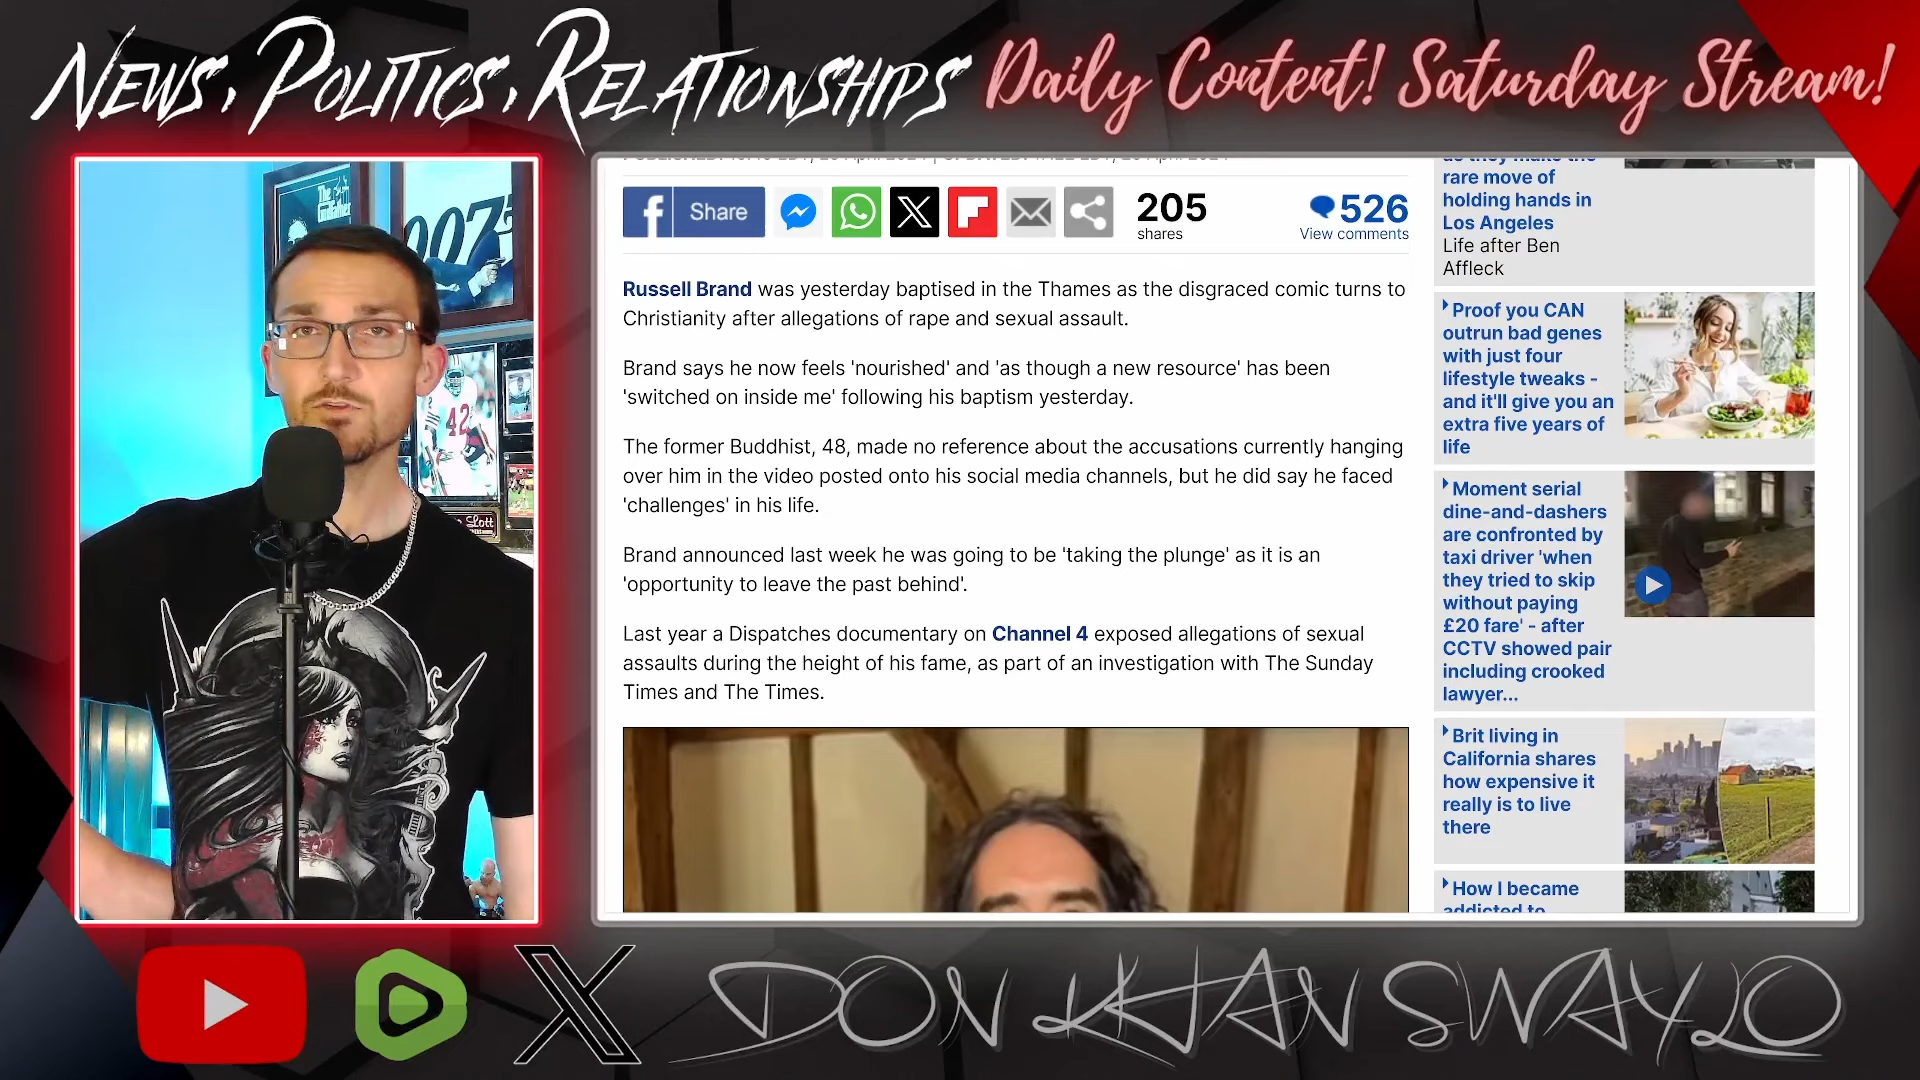 NEWS, POLITICS, RELATIONSHIPS Daily Content! Saturday Stream!
The
Godfather
007
42
Slott
Share
205
shares
526
View comments
Russell Brand was yesterday baptised in the Thames as the disgraced comic turns to
Christianity after allegations of rape and sexual assault.
Brand says he now feels 'nourished' and 'as though a new resource' has been
'switched on inside me' following his baptism yesterday.
The former Buddhist, 48, made no reference about the accusations currently hanging
over him in the video posted onto his social media channels, but he did say he faced
'challenges' in his life.
Brand announced last week he was going to be 'taking the plunge' as it is an
'opportunity to leave the past behind'.
Last year a Dispatches documentary on Channel 4 exposed allegations of sexual
assaults during the height of his fame, as part of an investigation with The Sunday
Times and The Times.
as they make the
rare move of
holding hands in
Los Angeles
Life after Ben
Affleck
Proof you CAN
outrun bad genes
with just four
lifestyle tweaks -
and it'll give you an
extra five years of
life
Moment serial
dine-and-dashers
are confronted by
taxi driver 'when
they tried to skip
without paying
£20 fare' - after
CCTV showed pair
including crooked
lawyer...
Brit living in
California shares
how expensive it
really is to live
there
How I became
addicted to
DON KHAN SWAYLO